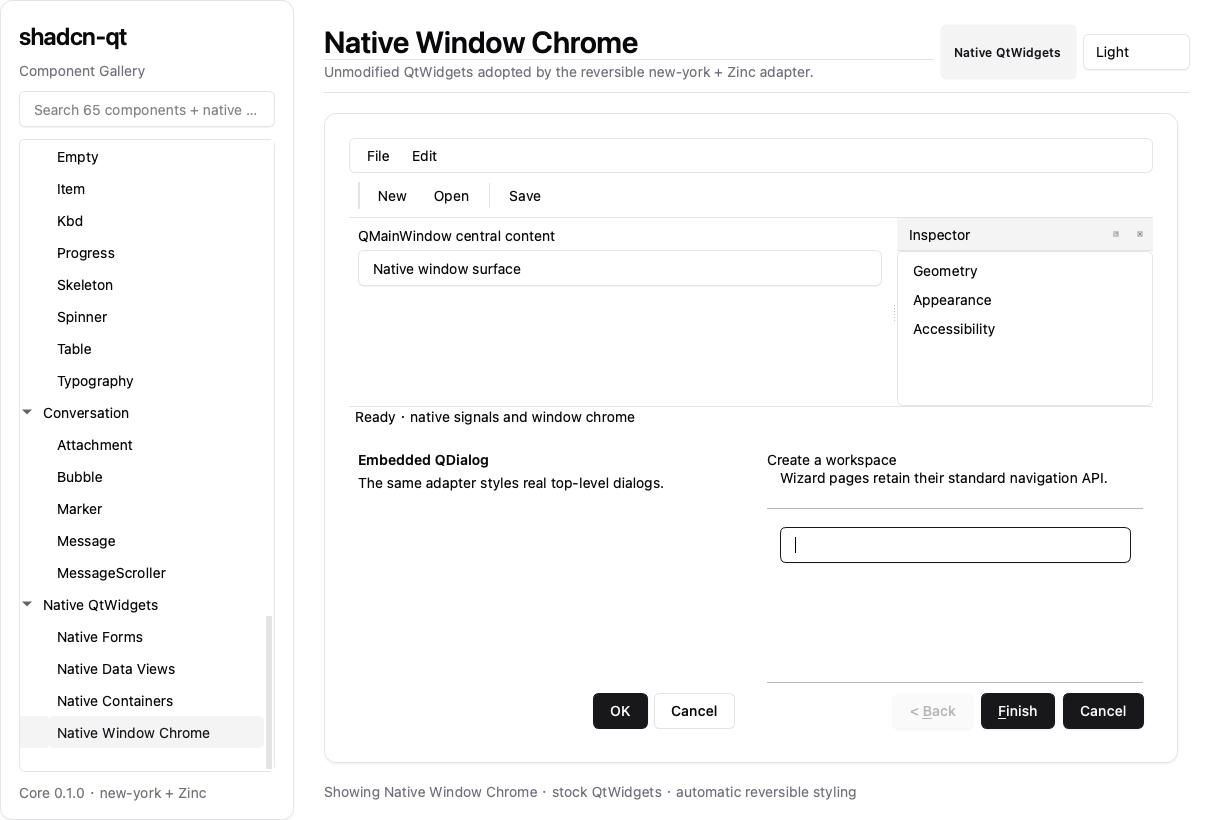 shadcn-qt
Component Gallery
Search 65 components + native ...
Empty
Item
Kbd
Progress
Skeleton
Spinner
Table
Typography
Conversation
Attachment
Bubble
Marker
Message
MessageScroller
Native QtWidgets
Native Forms
Native Data Views
Native Containers
Native Window Chrome
Core 0.1.0 · new-york + Zinc
Native Window Chrome
Unmodified QtWidgets adopted by the reversible new-york + Zinc adapter.
Native QtWidgets
Light
File Edit
New Open Save
QMainWindow central content
Native window surface
Inspector
Geometry
Appearance
Accessibility
Ready · native signals and window chrome
Embedded QDialog
The same adapter styles real top-level dialogs.
OK Cancel
Create a workspace
Wizard pages retain their standard navigation API.
< Back Finish Cancel
Showing Native Window Chrome · stock QtWidgets · automatic reversible styling